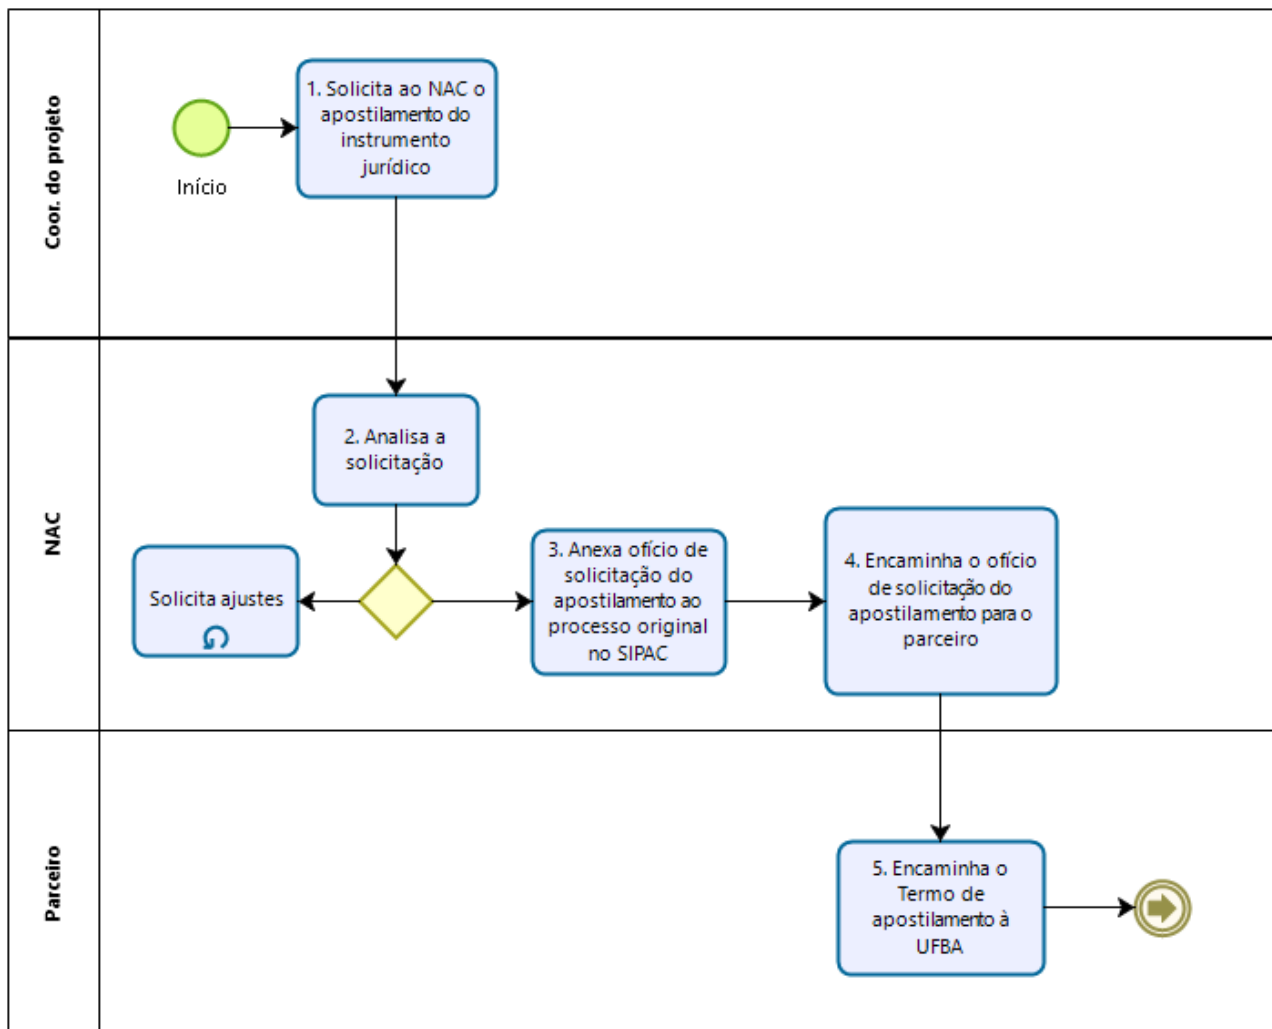 Coor. do projeto
Início
1. Solicita ao NAC o
apostilamento do
instrumento
jurídico
NAC
2. Analisa a
solicitação
Solicita ajustes
3. Anexa ofício de
solicitação do
apostilamento ao
processo original
no SIPAC
4. Encaminha o ofício
de solicitação do
apostilamento para o
parceiro
Parceiro
5. Encaminha o
Termo de
apostilamento à
UFBA